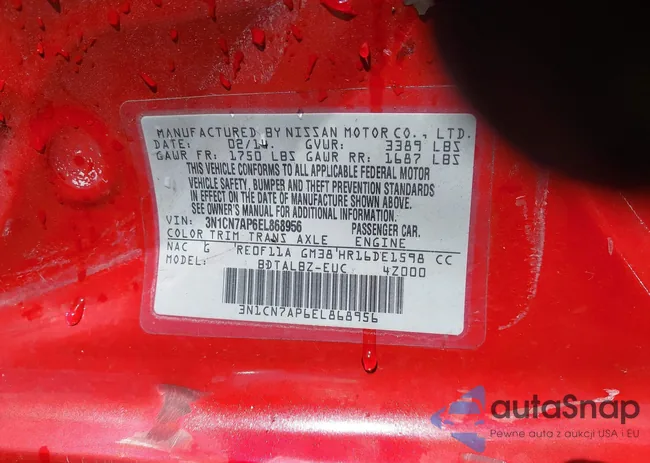 MANUFACTURED BY NISSAN MOTOR CO., LTD.
DATE: 02/14 GVWR: 3389 LBS
GAWR FR: 1750 LBS GAWR RR: 1687 LBS
THIS VEHICLE CONFORMS TO ALL APPLICABLE FEDERAL MOTOR
VEHICLE SAFETY, BUMPER AND THEFT PREVENTION STANDARDS
IN EFFECT ON THE DATE OF MANUFACTURE SHOWN ABOVE.
SEE OWNER'S MANUAL FOR ADDITIONAL INFORMATION.
VIN: 3N1CN7AP6EL868956 PASSENGER CAR.
COLOR TRIM TRANS AXLE ENGINE
NAC G RE0F11A GM38 HR16DE1598 CC
MODEL: BDTALBZ-EUC 4Z000
3N1CN7AP6EL868956
autaSnap
Pewne auta z aukcji USA i EU